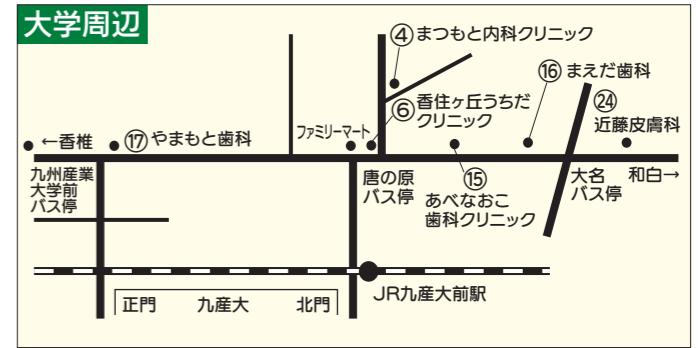 大学周辺
④まつもと内科クリニック
⑯まえだ歯科
㉔
近藤皮膚科
←香椎
⑰やまもと歯科
ファミリーマート
⑥香住ヶ丘うちだ
クリニック
九州産業
大学前
バス停
唐の原
バス停
⑮
あべなおこ
歯科クリニック
大名
バス停
和白→
JR九産大前駅
正門 九産大 北門